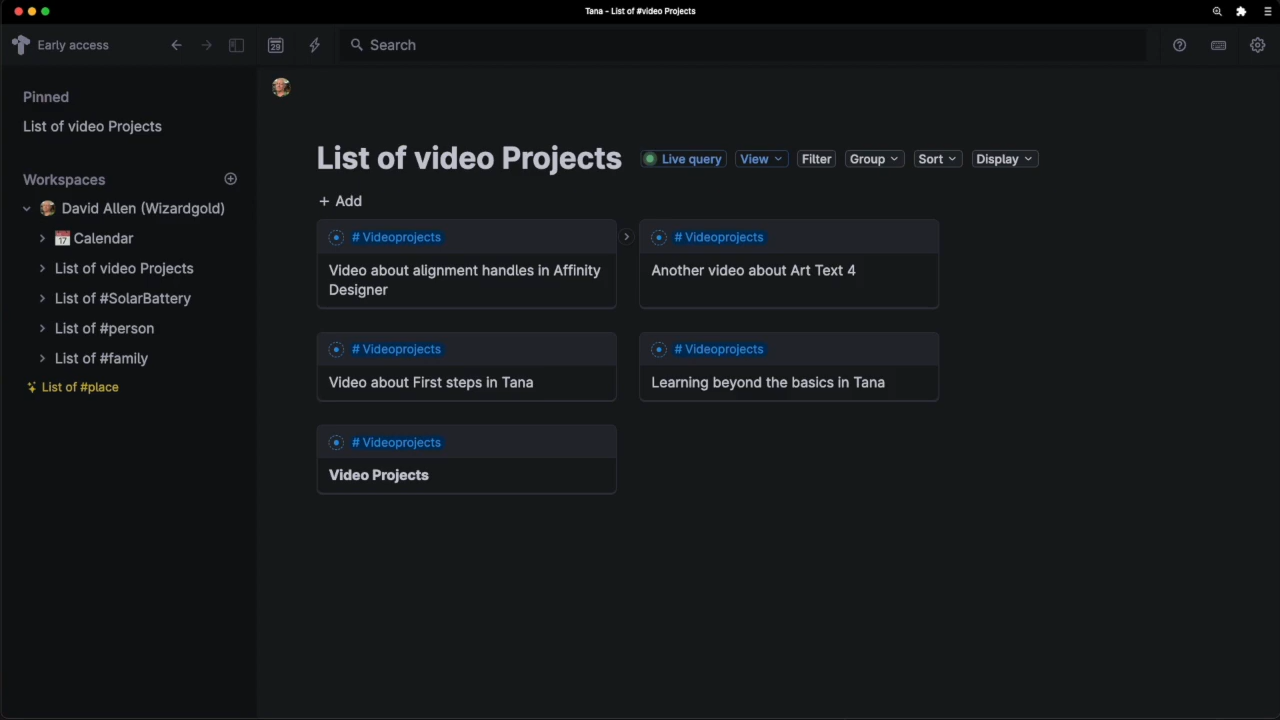 Tana - List of #video Projects
Early access
29
Search
Pinned
List of video Projects
Workspaces
David Allen (Wizardgold)
17 Calendar
List of video Projects
List of #SolarBattery
List of #person
List of #family
List of #place
List of video Projects
Live query
View
Filter
Group
Sort
Display
+ Add
# Videoprojects
Video about alignment handles in Affinity
Designer
# Videoprojects
Another video about Art Text 4
# Videoprojects
Video about First steps in Tana
# Videoprojects
Learning beyond the basics in Tana
# Videoprojects
Video Projects